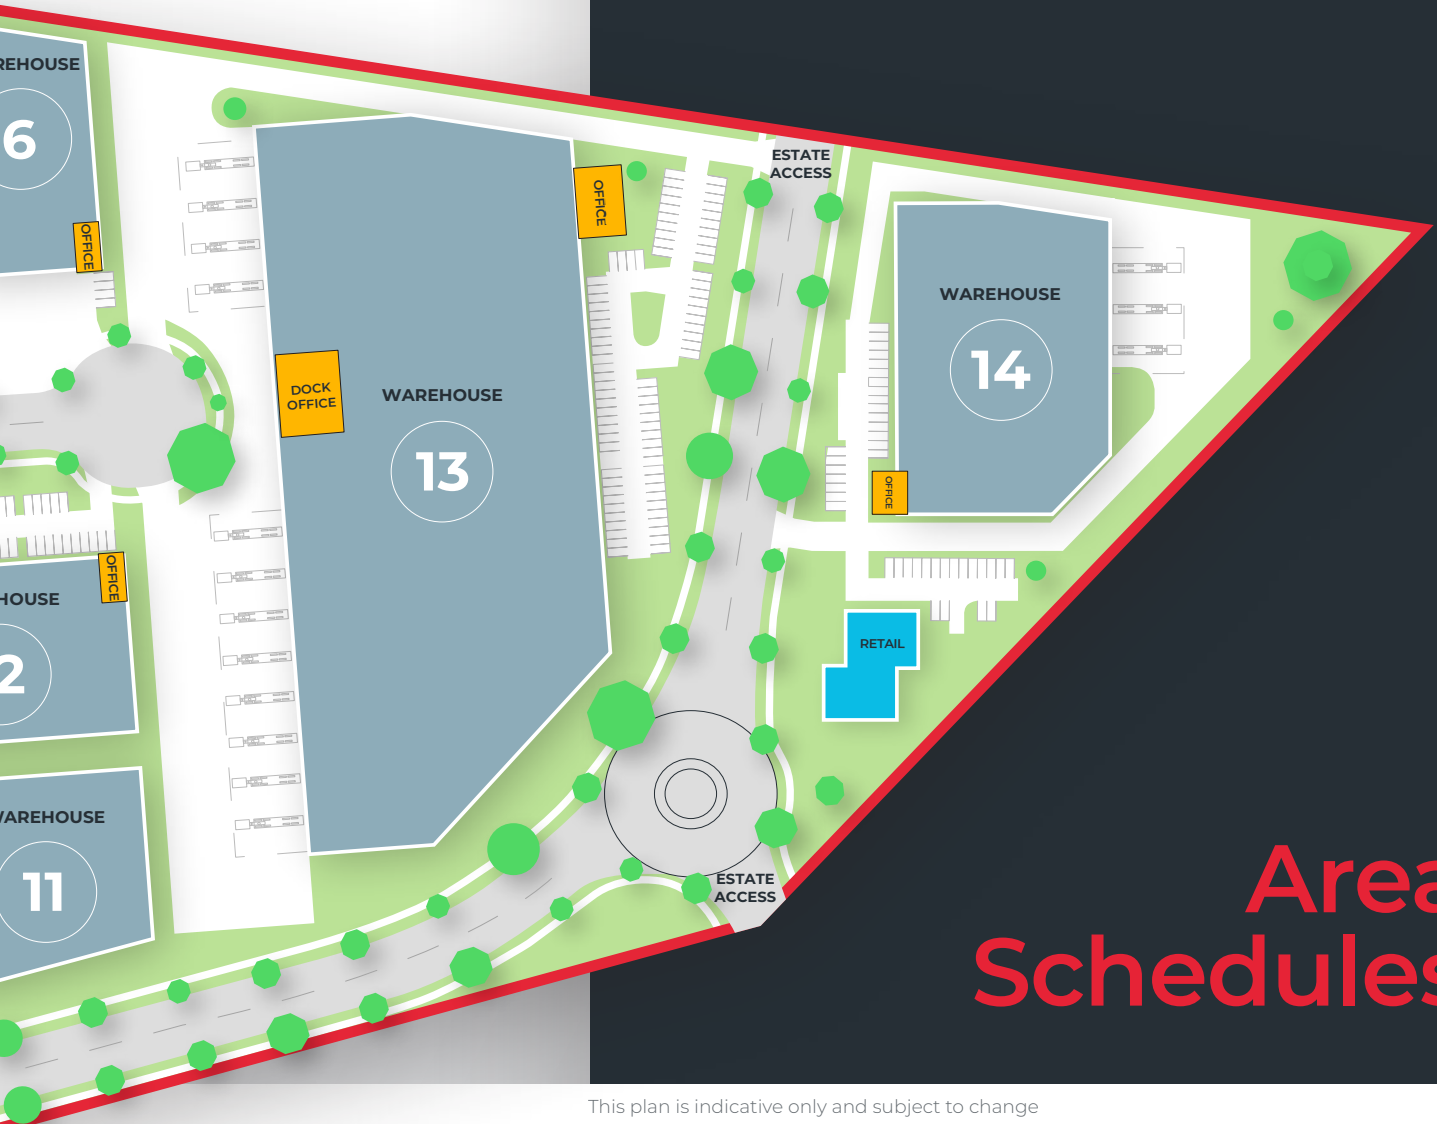 REHOUSE
6
OFFICE
ESTATE
ACCESS
OFFICE
WAREHOUSE
14
OFFICE
DOCK
OFFICE
WAREHOUSE
13
OFFICE
HOUSE
2
RETAIL
WAREHOUSE
11
ESTATE
ACCESS
Area
Schedules
This plan is indicative only and subject to change